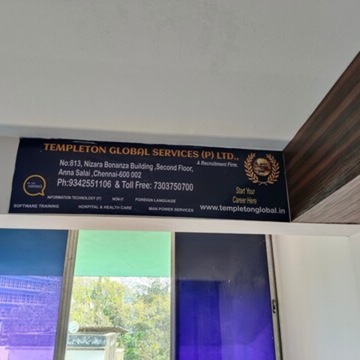 TEMPLETON GLOBAL SERVICES (P) LTD.,
A Recruitment Firm.
No:813, Nizara Bonanza Building ,Second Floor,
Anna Salai ,Chennai-600 002
Ph:9342551106 & Toll Free: 7303750700
INFORMATION TECHNOLOGY (IT) NON-IT FOREIGN LANGUAGE
SOFTWARE TRAINING HOSPITAL & HEALTH CARE MAN POWER SERVICES
Start Your
Career Here
www.templetonglobal.in